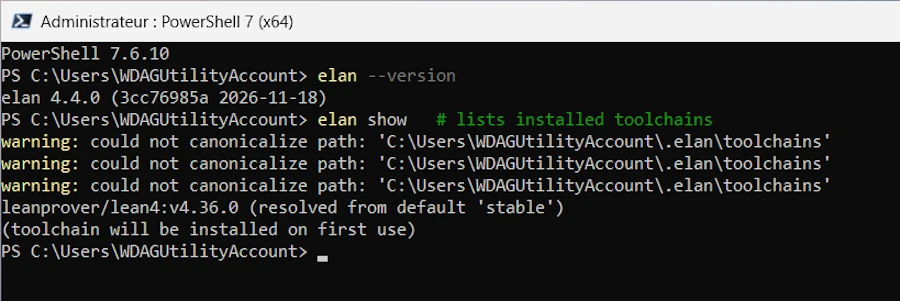 Administrateur : PowerShell 7 (x64)
PowerShell 7.6.10
PS C:\Users\WDAGUtilityAccount> elan --version
elan 4.4.0 (3cc76985a 2026-11-18)
PS C:\Users\WDAGUtilityAccount> elan show   # lists installed toolchains
warning: could not canonicalize path: 'C:\Users\WDAGUtilityAccount\.elan\toolchains'
warning: could not canonicalize path: 'C:\Users\WDAGUtilityAccount\.elan\toolchains'
warning: could not canonicalize path: 'C:\Users\WDAGUtilityAccount\.elan\toolchains'
leanprover/lean4:v4.36.0 (resolved from default 'stable')
(toolchain will be installed on first use)
PS C:\Users\WDAGUtilityAccount>